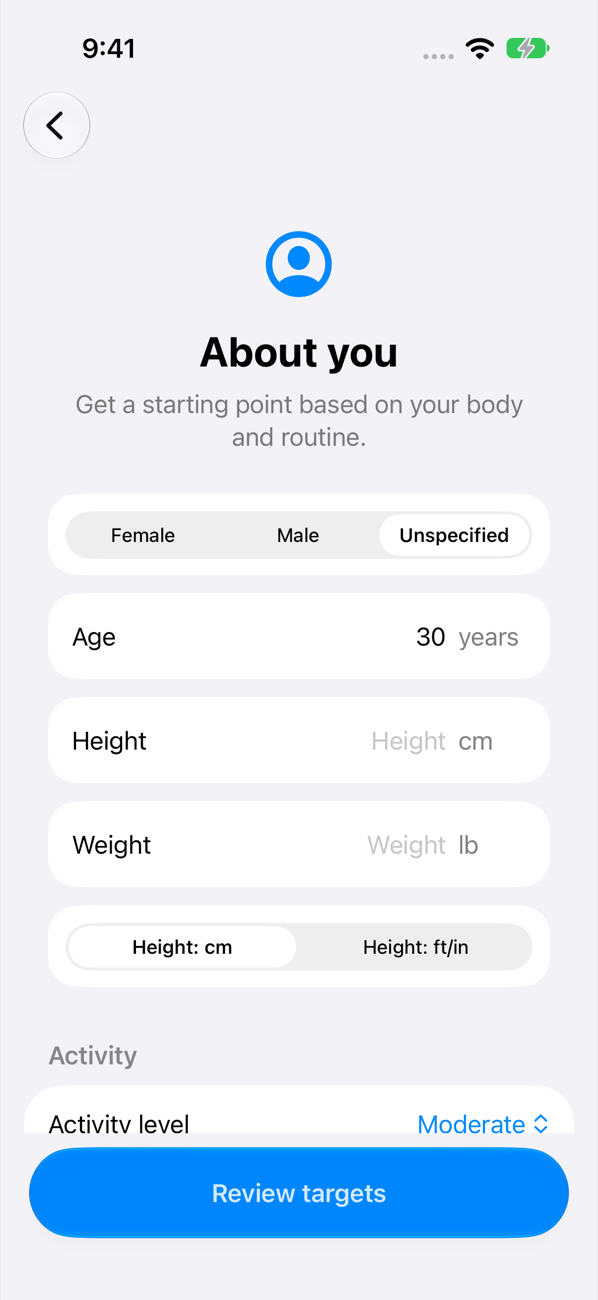 9:41
About you
Get a starting point based on your body
and routine.
Female Male Unspecified
Age 30 years
Height Height cm
Weight Weight lb
Height: cm Height: ft/in
Activity
Activity level Moderate
Review targets